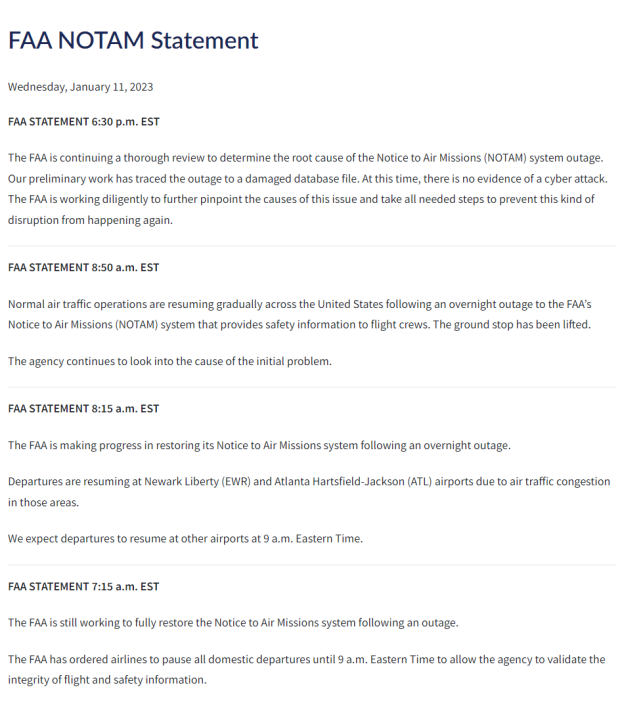 FAA NOTAM Statement
Wednesday, January 11, 2023
FAA STATEMENT 6:30 p.m. EST
The FAA is continuing a thorough review to determine the root cause of the Notice to Air Missions (NOTAM) system outage.
Our preliminary work has traced the outage to a damaged database file. At this time, there is no evidence of a cyber attack.
The FAA is working diligently to further pinpoint the causes of this issue and take all needed steps to prevent this kind of
disruption from happening again.
FAA STATEMENT 8:50 a.m. EST
Normal air traffic operations are resuming gradually across the United States following an overnight outage to the FAA's
Notice to Air Missions (NOTAM) system that provides safety information to flight crews. The ground stop has been lifted.
The agency continues to look into the cause of the initial problem.
FAA STATEMENT 8:15 a.m. EST
The FAA is making progress in restoring its Notice to Air Missions system following an overnight outage.
Departures are resuming at Newark Liberty (EWR) and Atlanta Hartsfield-Jackson (ATL) airports due to air traffic congestion
in those areas.
We expect departures to resume at other airports at 9 a.m. Eastern Time.
FAA STATEMENT 7:15 a.m. EST
The FAA is still working to fully restore the Notice to Air Missions system following an outage.
The FAA has ordered airlines to pause all domestic departures until 9 a.m. Eastern Time to allow the agency to validate the
integrity of flight and safety information.